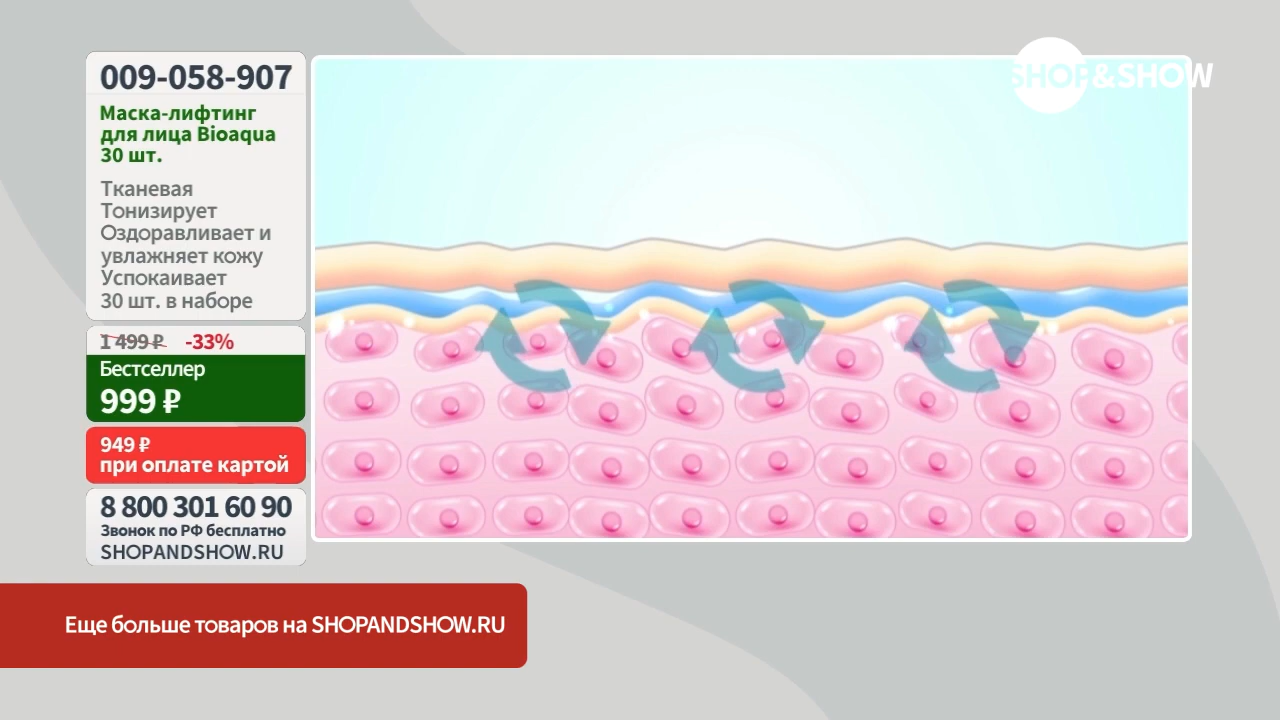 009-058-907
Маска-лифтинг
для лица Bioaqua
30 шт.
Тканевая
Тонизирует
Оздоравливает и
увлажняет кожу
Успокаивает
30 шт. в наборе
1 499 ₽ -33%
Бестселлер
999 ₽
949 ₽
при оплате картой
8 800 301 60 90
Звонок по РФ бесплатно
SHOPANDSHOW.RU
SHOP&SHOW
Еще больше товаров на SHOPANDSHOW.RU